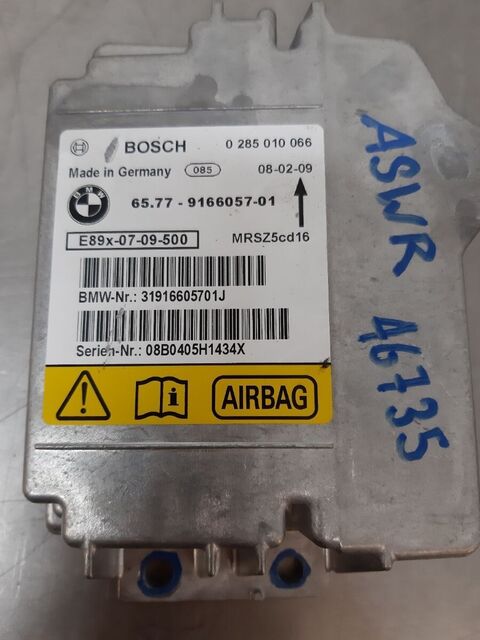 BOSCH 0 285 010 066
Made in Germany 085 08-02-09
BMW 65.77 - 9166057-01
E89x-07-09-500 MRSZ5cd16
BMW-Nr.: 31916605701J
Serien-Nr.: 08B0405H1434X
AIRBAG
ASWR 46735